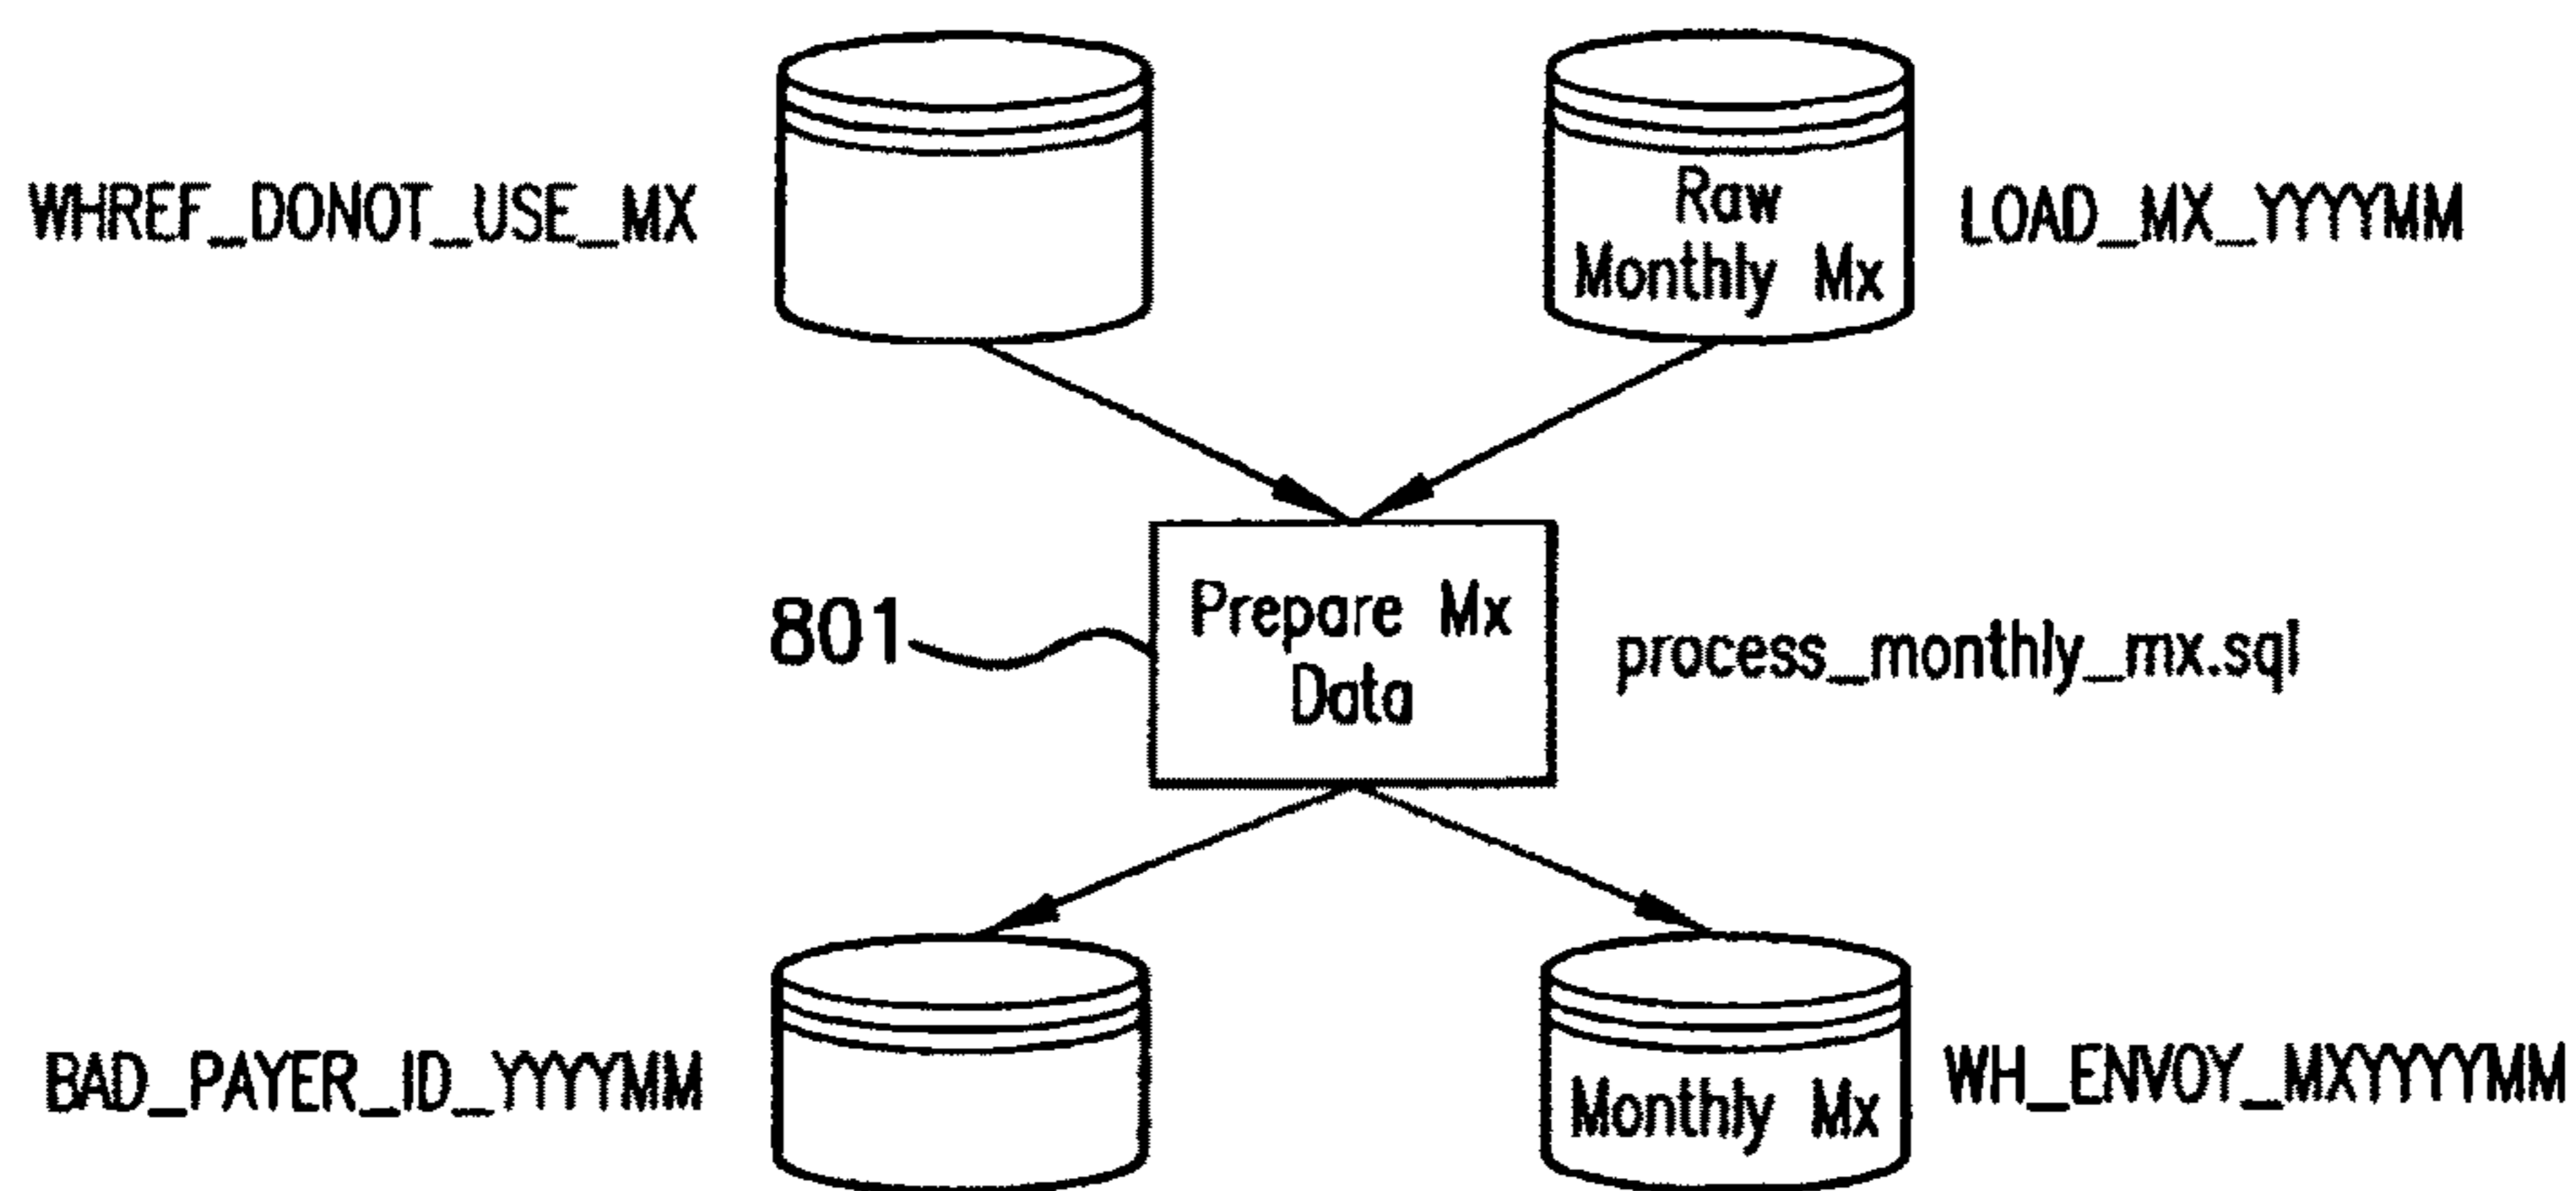 WHREF_DONOT_USE_MX
Raw
Monthly Mx
LOAD_MX_YYYYMM
801
Prepare Mx
Data
process_monthly_mx.sql
BAD_PAYER_ID_YYYYMM
Monthly Mx
WH_ENVOY_MXYYYYMM